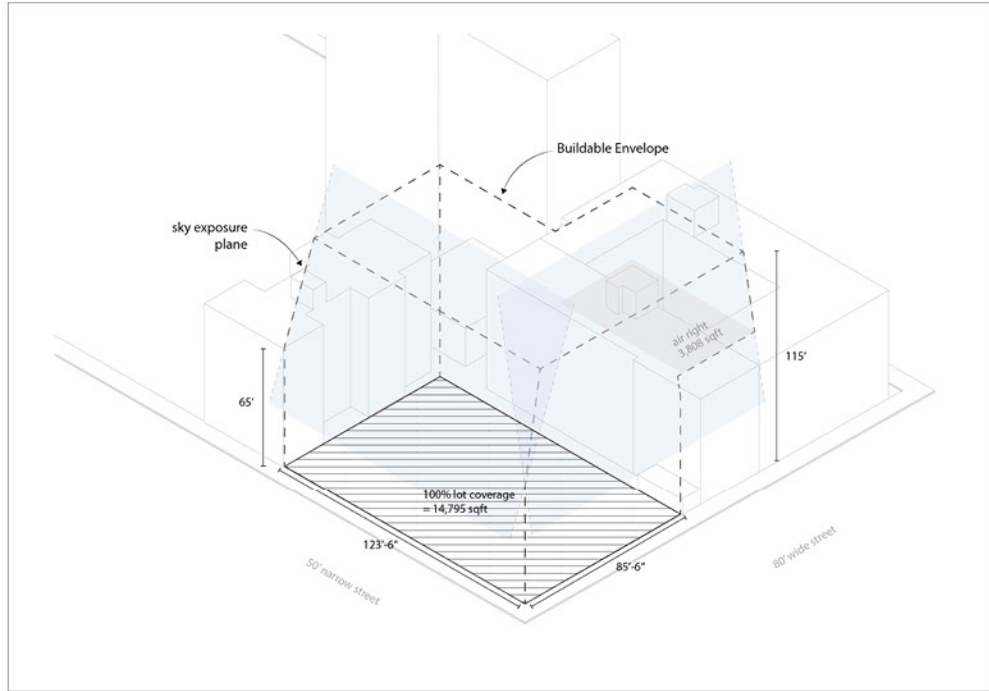 Buildable Envelope
sky exposure
plane
air right
3,808 sqft
115'
65'
100% lot coverage
= 14,795 sqft
123'-6"
85'-6"
50' narrow street
80' wide street